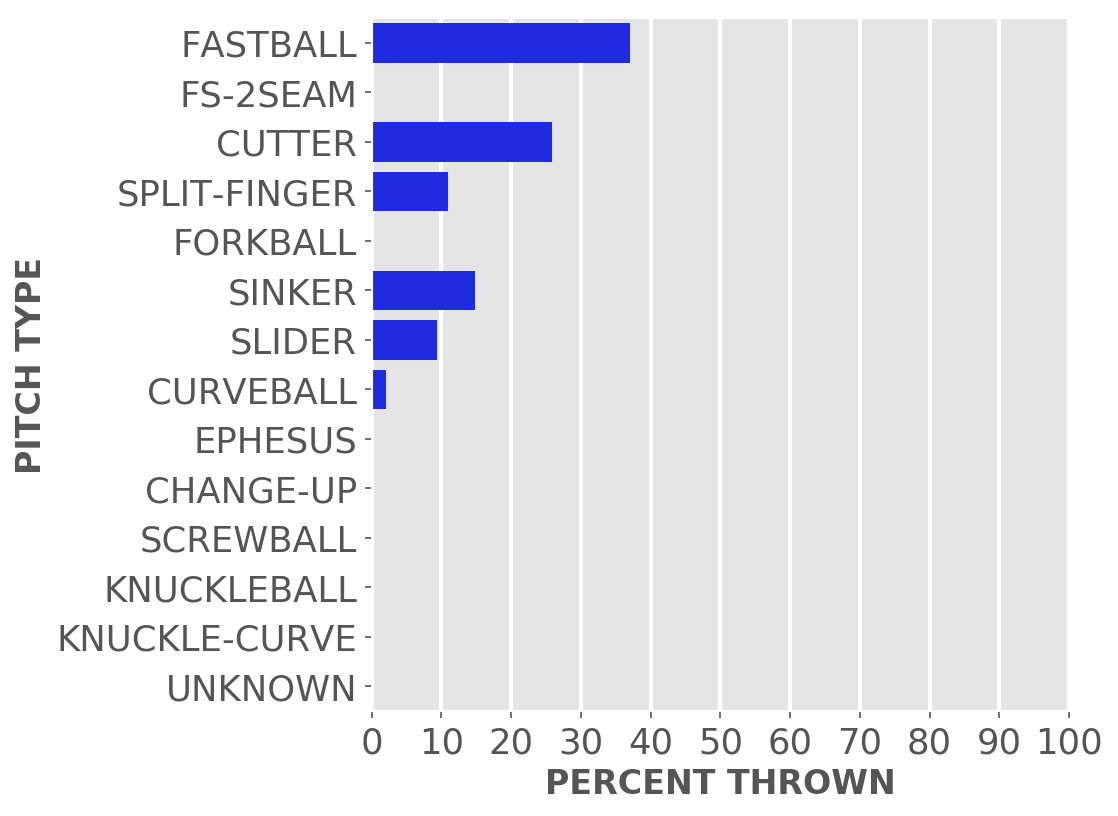 FASTBALL
FS-2SEAM
CUTTER
SPLIT-FINGER
FORKBALL
SINKER
SLIDER
CURVEBALL
EPHESUS
CHANGE-UP
SCREWBALL
KNUCKLEBALL
KNUCKLE-CURVE
UNKNOWN
PITCH TYPE
0 10 20 30 40 50 60 70 80 90 100
PERCENT THROWN